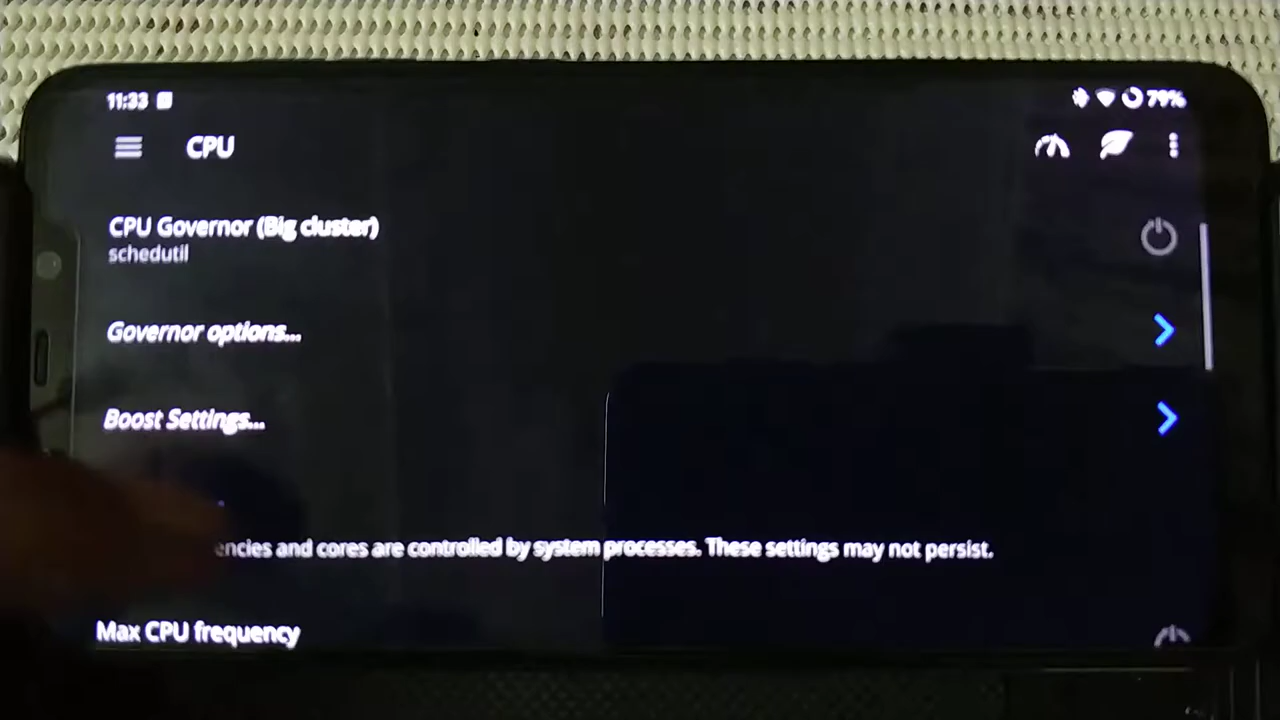 11:33
79%
CPU
CPU Governor (Big cluster)
schedutil
Governor options...
Boost Settings...
encies and cores are controlled by system processes. These settings may not persist.
Max CPU frequency